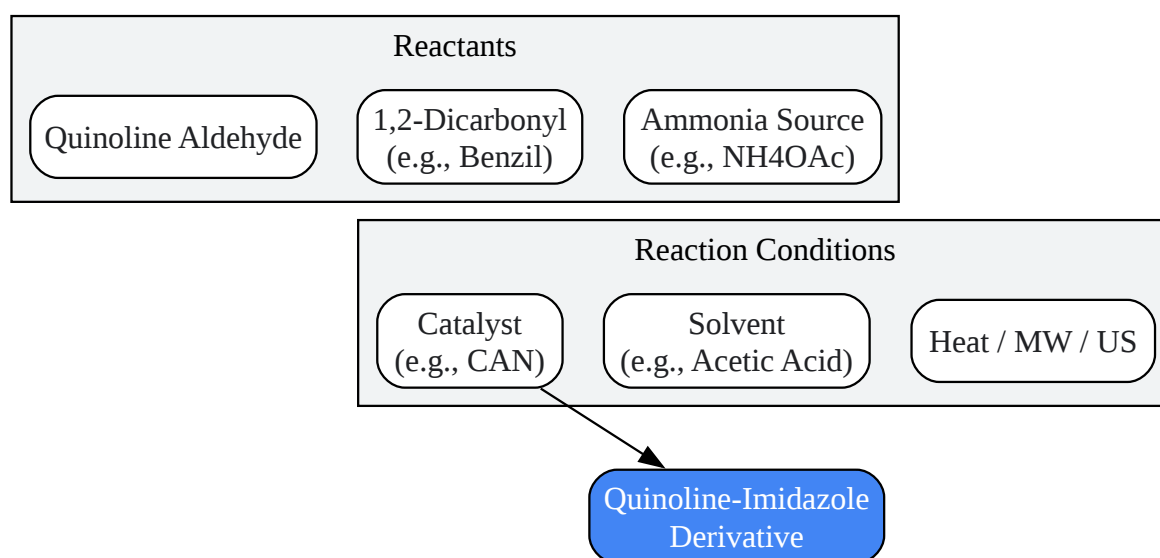 Reactants
Quinoline Aldehyde
1,2-Dicarbonyl
(e.g., Benzil)
Ammonia Source
(e.g., NH4OAc)
Reaction Conditions
Catalyst
(e.g., CAN)
Solvent
(e.g., Acetic Acid)
Heat / MW / US
Quinoline-Imidazole
Derivative